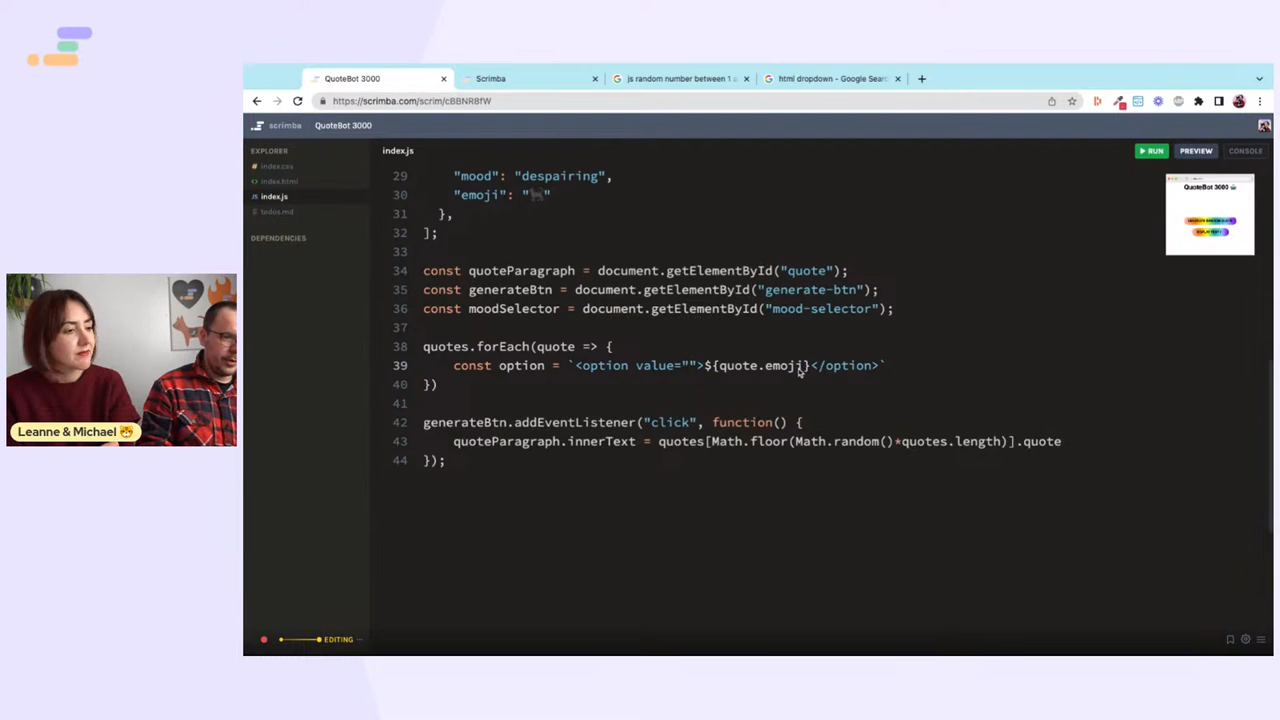 QuoteBot 3000
Scrimba
js random number between 1 a
html dropdown - Google Sear
https://scrimba.com/scrim/cBBNR8fW
scrimba QuoteBot 3000
EXPLORER
index.css
index.html
index.js
todos.md
DEPENDENCIES
index.js
RUN PREVIEW CONSOLE
29 "mood": "despairing",
30 "emoji": "🐈‍⬛"
31 },
32 ];
33
34 const quoteParagraph = document.getElementById("quote");
35 const generateBtn = document.getElementById("generate-btn");
36 const moodSelector = document.getElementById("mood-selector");
37
38 quotes.forEach(quote => {
39 const option = `<option value="">${quote.emoji}</option>`
40 })
41
42 generateBtn.addEventListener("click", function() {
43 quoteParagraph.innerText = quotes[Math.floor(Math.random()*quotes.length)].quote
44 });
QuoteBot 3000
Leanne & Michael 🐯
EDITING